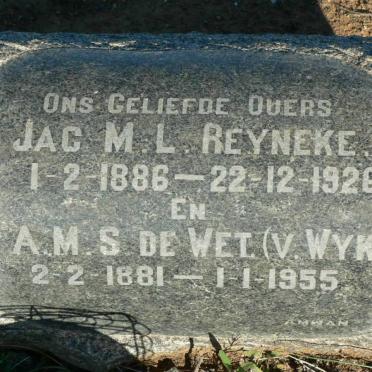 ONS GELIEFDE OUERS
JAC M. L. REYNEKE.
1-2-1886 — 22-12-1926
EN
A.M.S. DE WET. (V. WYK
2-2-1881 — 1-1-1955
AMMAN